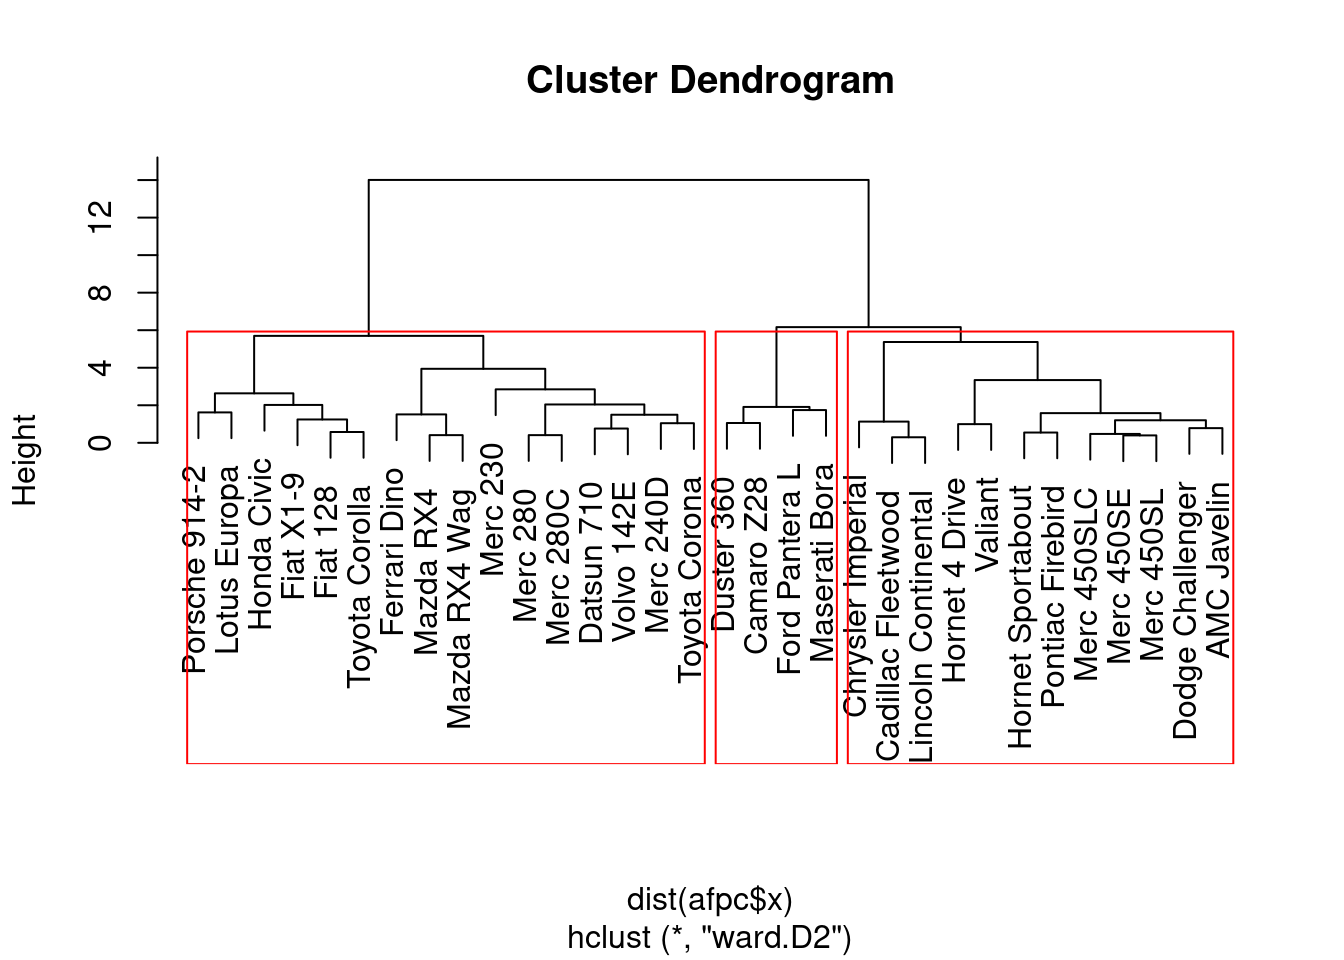 Cluster Dendrogram
Height
12
8
4
0
Porsche 914-2
Lotus Europa
Honda Civic
Fiat X1-9
Fiat 128
Toyota Corolla
Ferrari Dino
Mazda RX4
Mazda RX4 Wag
Merc 230
Merc 280
Merc 280C
Datsun 710
Volvo 142E
Merc 240D
Toyota Corona
Duster 360
Camaro Z28
Ford Pantera L
Maserati Bora
Chrysler Imperial
Cadillac Fleetwood
Lincoln Continental
Hornet 4 Drive
Valiant
Hornet Sportabout
Pontiac Firebird
Merc 450SLC
Merc 450SE
Merc 450SL
Dodge Challenger
AMC Javelin
dist(afpc$x)
hclust (*, "ward.D2")